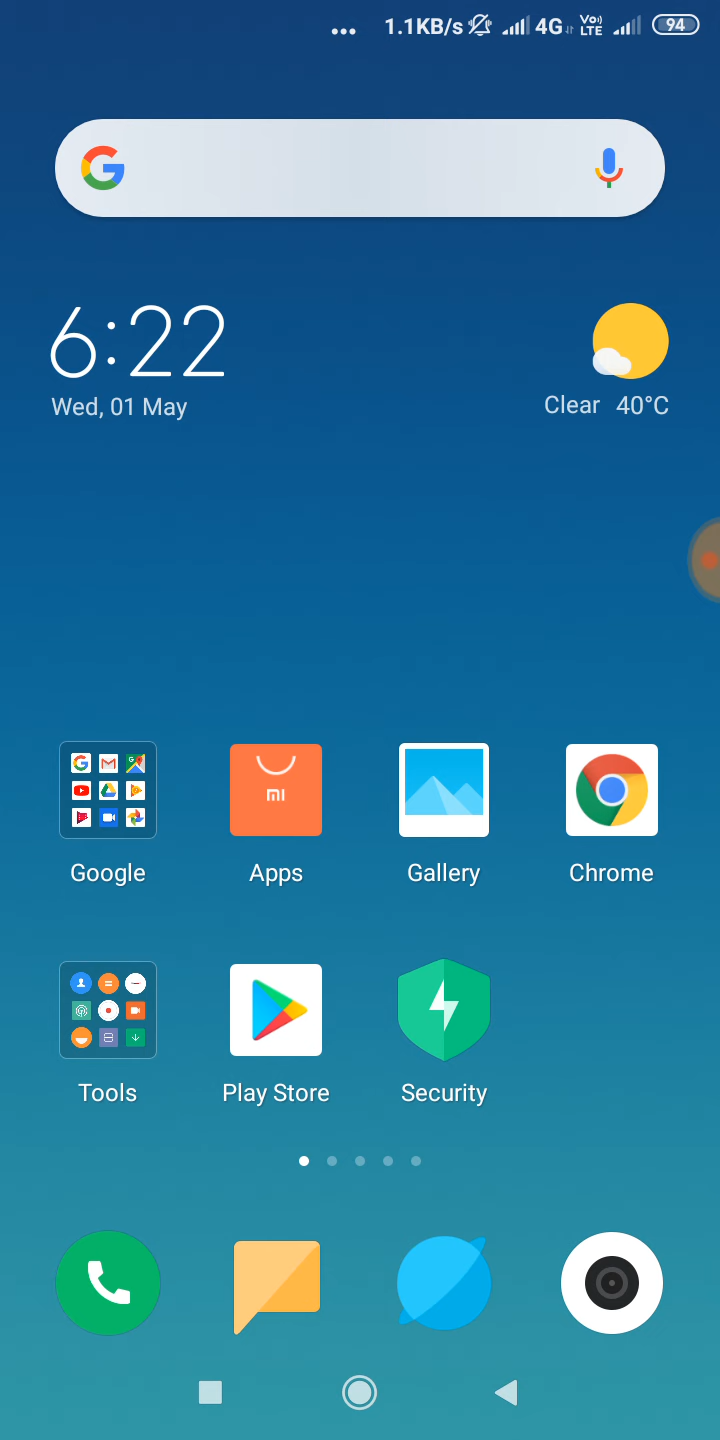 ... 1.1KB/s 4G Vo)) LTE 94
6:22
Wed, 01 May
Clear 40°C
mi
Google Apps Gallery Chrome
Tools Play Store Security